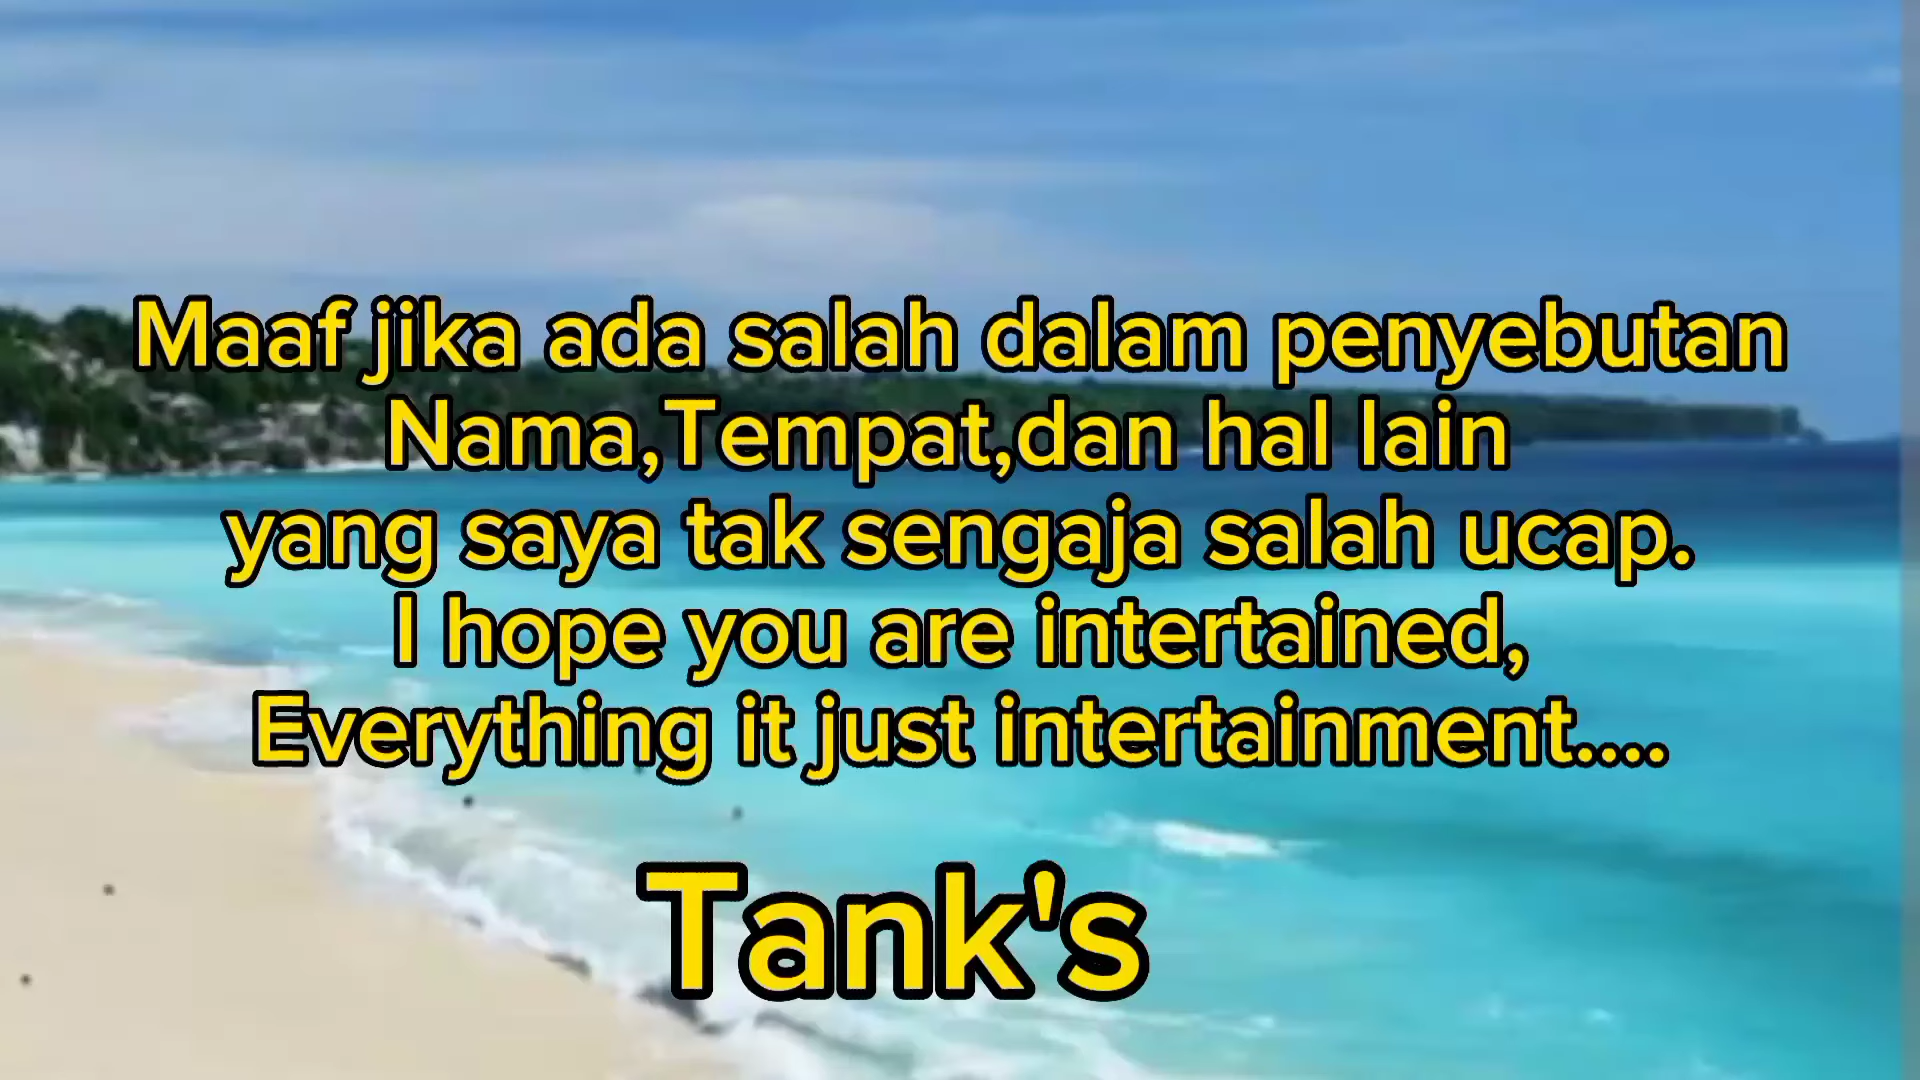 Maaf jika ada salah dalam penyebutan
Nama,Tempat,dan hal lain
yang saya tak sengaja salah ucap.
I hope you are intertained,
Everything it just intertainment....
Tank's